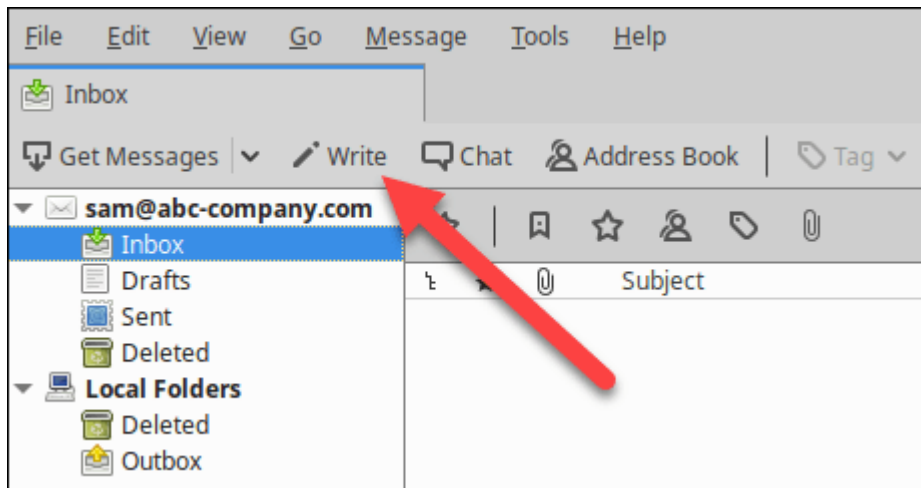 File Edit View Go Message Tools Help
Inbox
Get Messages Write Chat Address Book Tag
sam@abc-company.com
Inbox
Drafts
Subject
Sent
Deleted
Local Folders
Deleted
Outbox